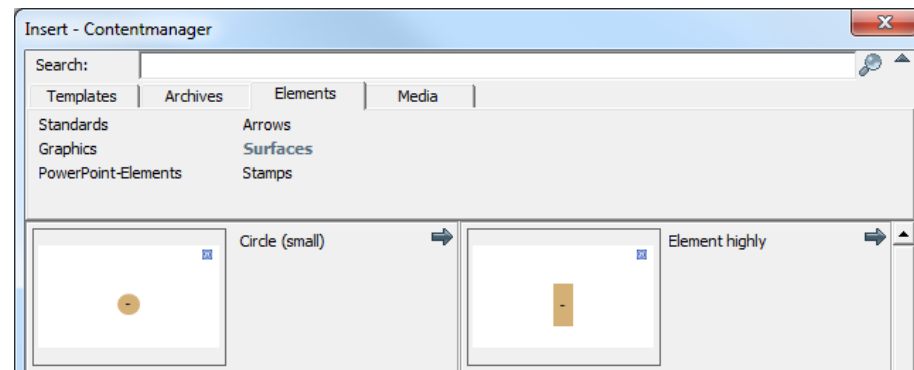 Insert - Contentmanager
Search:
Templates Archives Elements Media
Standards Arrows
Graphics Surfaces
PowerPoint-Elements Stamps
Circle (small) Element highly
- -